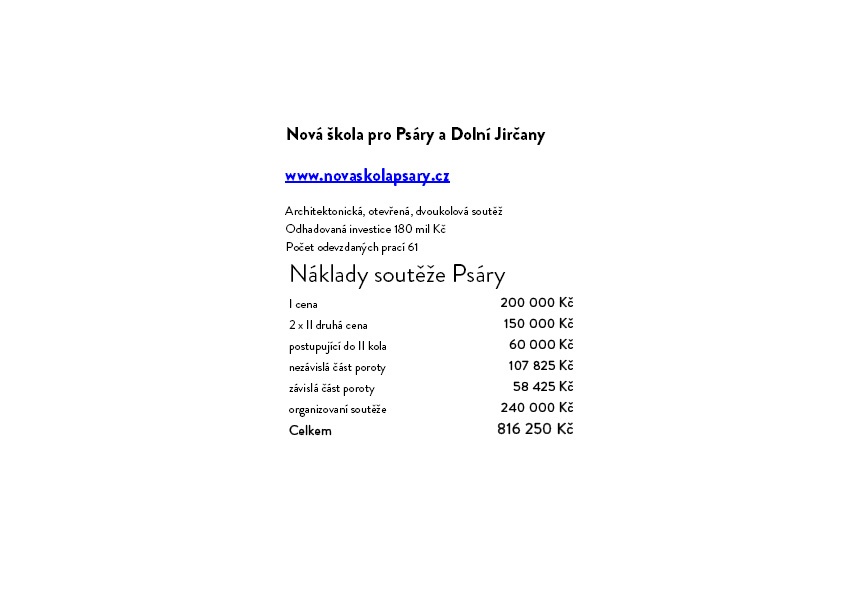 Nová škola pro Psáry a Dolní Jirčany
www.novaskolapsary.cz
Architektonická, otevřená, dvoukolová soutěž
Odhadovaná investice 180 mil Kč
Počet odevzdaných prací 61
Náklady soutěže Psáry
I cena 200 000 Kč
2 x II druhá cena 150 000 Kč
postupující do II kola 60 000 Kč
nezávislá část poroty 107 825 Kč
závislá část poroty 58 425 Kč
organizovaní soutěže 240 000 Kč
Celkem 816 250 Kč